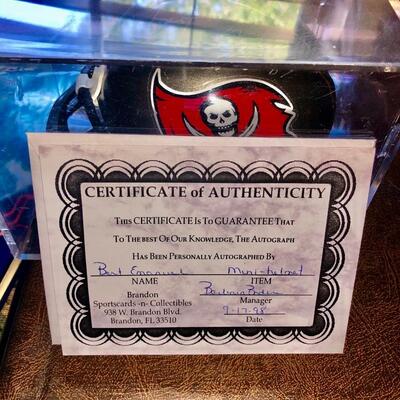 CERTIFICATE of AUTHENTICITY
THIS CERTIFICATE IS TO GUARANTEE THAT
TO THE BEST OF OUR KNOWLEDGE, THE AUTOGRAPH
HAS BEEN PERSONALLY AUTOGRAPHED BY
Bert Emanuel Mini-Helmet
NAME ITEM
Brandon
Sportscards -n- Collectibles
938 W. Brandon Blvd.
Brandon, FL 33510
Barbara
Manager
9-17-98
Date